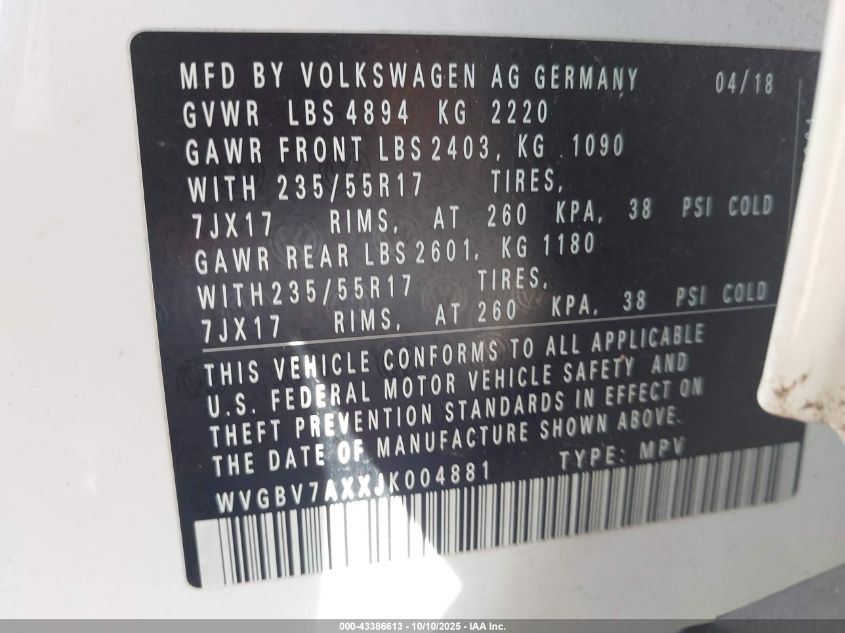 MFD BY VOLKSWAGEN AG GERMANY 04/18
GVWR LBS 4894 KG 2220
GAWR FRONT LBS 2403, KG 1090
WITH 235/55R17 TIRES,
7JX17 RIMS, AT 260 KPA, 38 PSI COLD
GAWR REAR LBS 2601, KG 1180
WITH 235/55R17 TIRES,
7JX17 RIMS, AT 260 KPA, 38 PSI COLD
THIS VEHICLE CONFORMS TO ALL APPLICABLE
U.S. FEDERAL MOTOR VEHICLE SAFETY AND
THEFT PREVENTION STANDARDS IN EFFECT ON
THE DATE OF MANUFACTURE SHOWN ABOVE.
WVGBV7AXXJK004881 TYPE: MPV
000-43386613 - 10/10/2025 - IAA Inc.